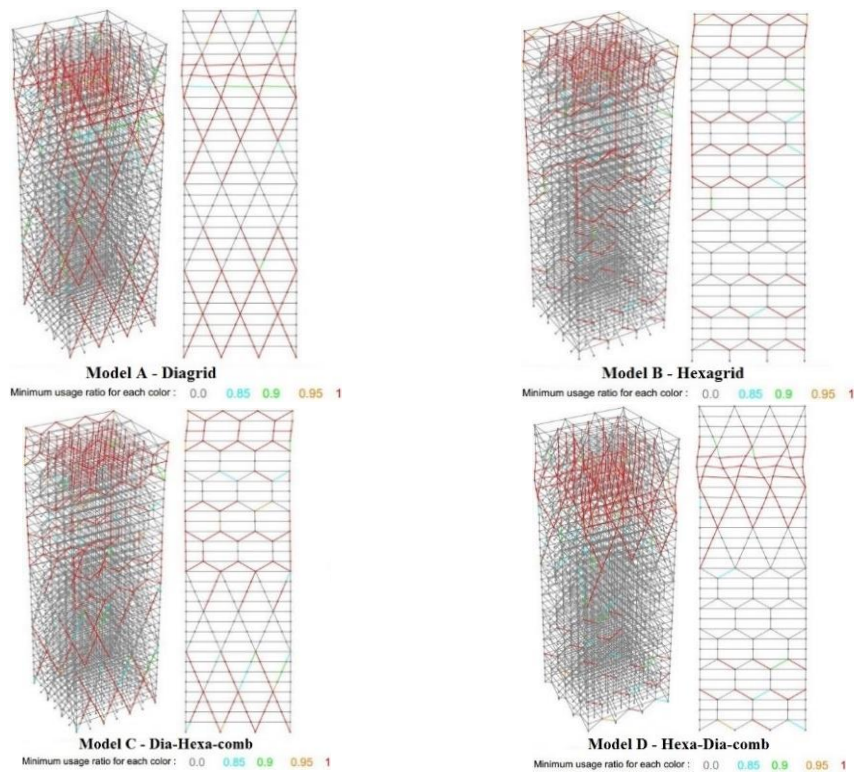 Model A - Diagrid
Minimum usage ratio for each color : 0.0 0.85 0.9 0.95 1
Model B - Hexagrid
Minimum usage ratio for each color : 0.0 0.85 0.9 0.95 1
Model C - Dia-Hexa-comb
Minimum usage ratio for each color : 0.0 0.85 0.9 0.95 1
Model D - Hexa-Dia-comb
Minimum usage ratio for each color : 0.0 0.85 0.9 0.95 1